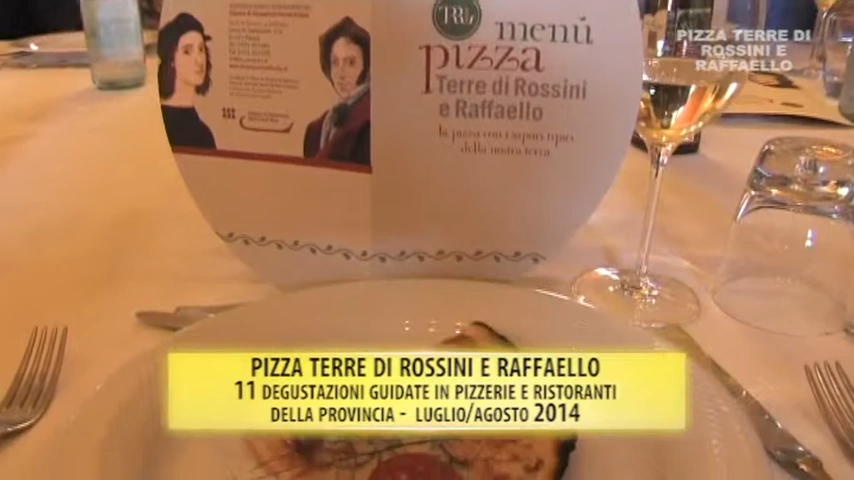 TRR
menù
pizza
Terre di Rossini
e Raffaello
la pizza con i sapori tipici
della nostra terra
PIZZA TERRE DI
ROSSINI E
RAFFAELLO
PIZZA TERRE DI ROSSINI E RAFFAELLO
11 DEGUSTAZIONI GUIDATE IN PIZZERIE E RISTORANTI
DELLA PROVINCIA - LUGLIO/AGOSTO 2014